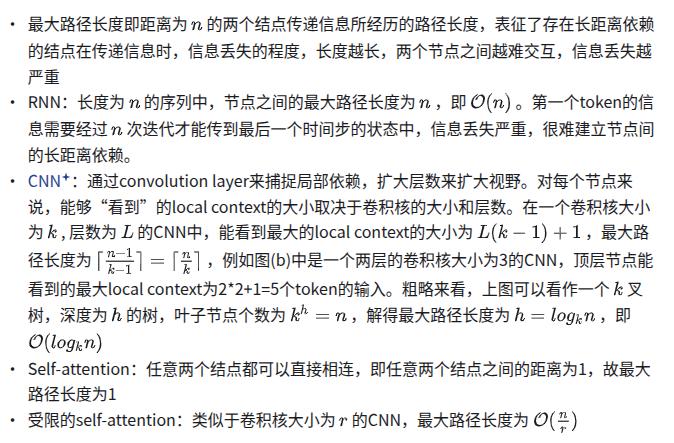 • 最大路径长度即距离为 n 的两个结点传递信息所经历的路径长度，表征了存在长距离依赖
的结点在传递信息时，信息丢失的程度，长度越长，两个节点之间越难交互，信息丢失越
严重
• RNN：长度为 n 的序列中，节点之间的最大路径长度为 n ，即 𝒪(n) 。第一个token的信
息需要经过 n 次迭代才能传到最后一个时间步的状态中，信息丢失严重，很难建立节点间
的长距离依赖。
• CNN✦：通过convolution layer来捕捉局部依赖，扩大层数来扩大视野。对每个节点来
说，能够“看到”的local context的大小取决于卷积核的大小和层数。在一个卷积核大小
为 k , 层数为 L 的CNN中，能看到最大的local context的大小为 L(k − 1) + 1 ，最大路
径长度为 ⌈(n−1)/(k−1)⌉ = ⌈n/k⌉ ，例如图(b)中是一个两层的卷积核大小为3的CNN，顶层节点能
看到的最大local context为2*2+1=5个token的输入。粗略来看，上图可以看作一个 k 叉
树，深度为 h 的树，叶子节点个数为 k^h = n ，解得最大路径长度为 h = log_k n ，即
𝒪(log_k n)
• Self-attention：任意两个结点都可以直接相连，即任意两个结点之间的距离为1，故最大
路径长度为1
• 受限的self-attention：类似于卷积核大小为 r 的CNN，最大路径长度为 𝒪(n/r)